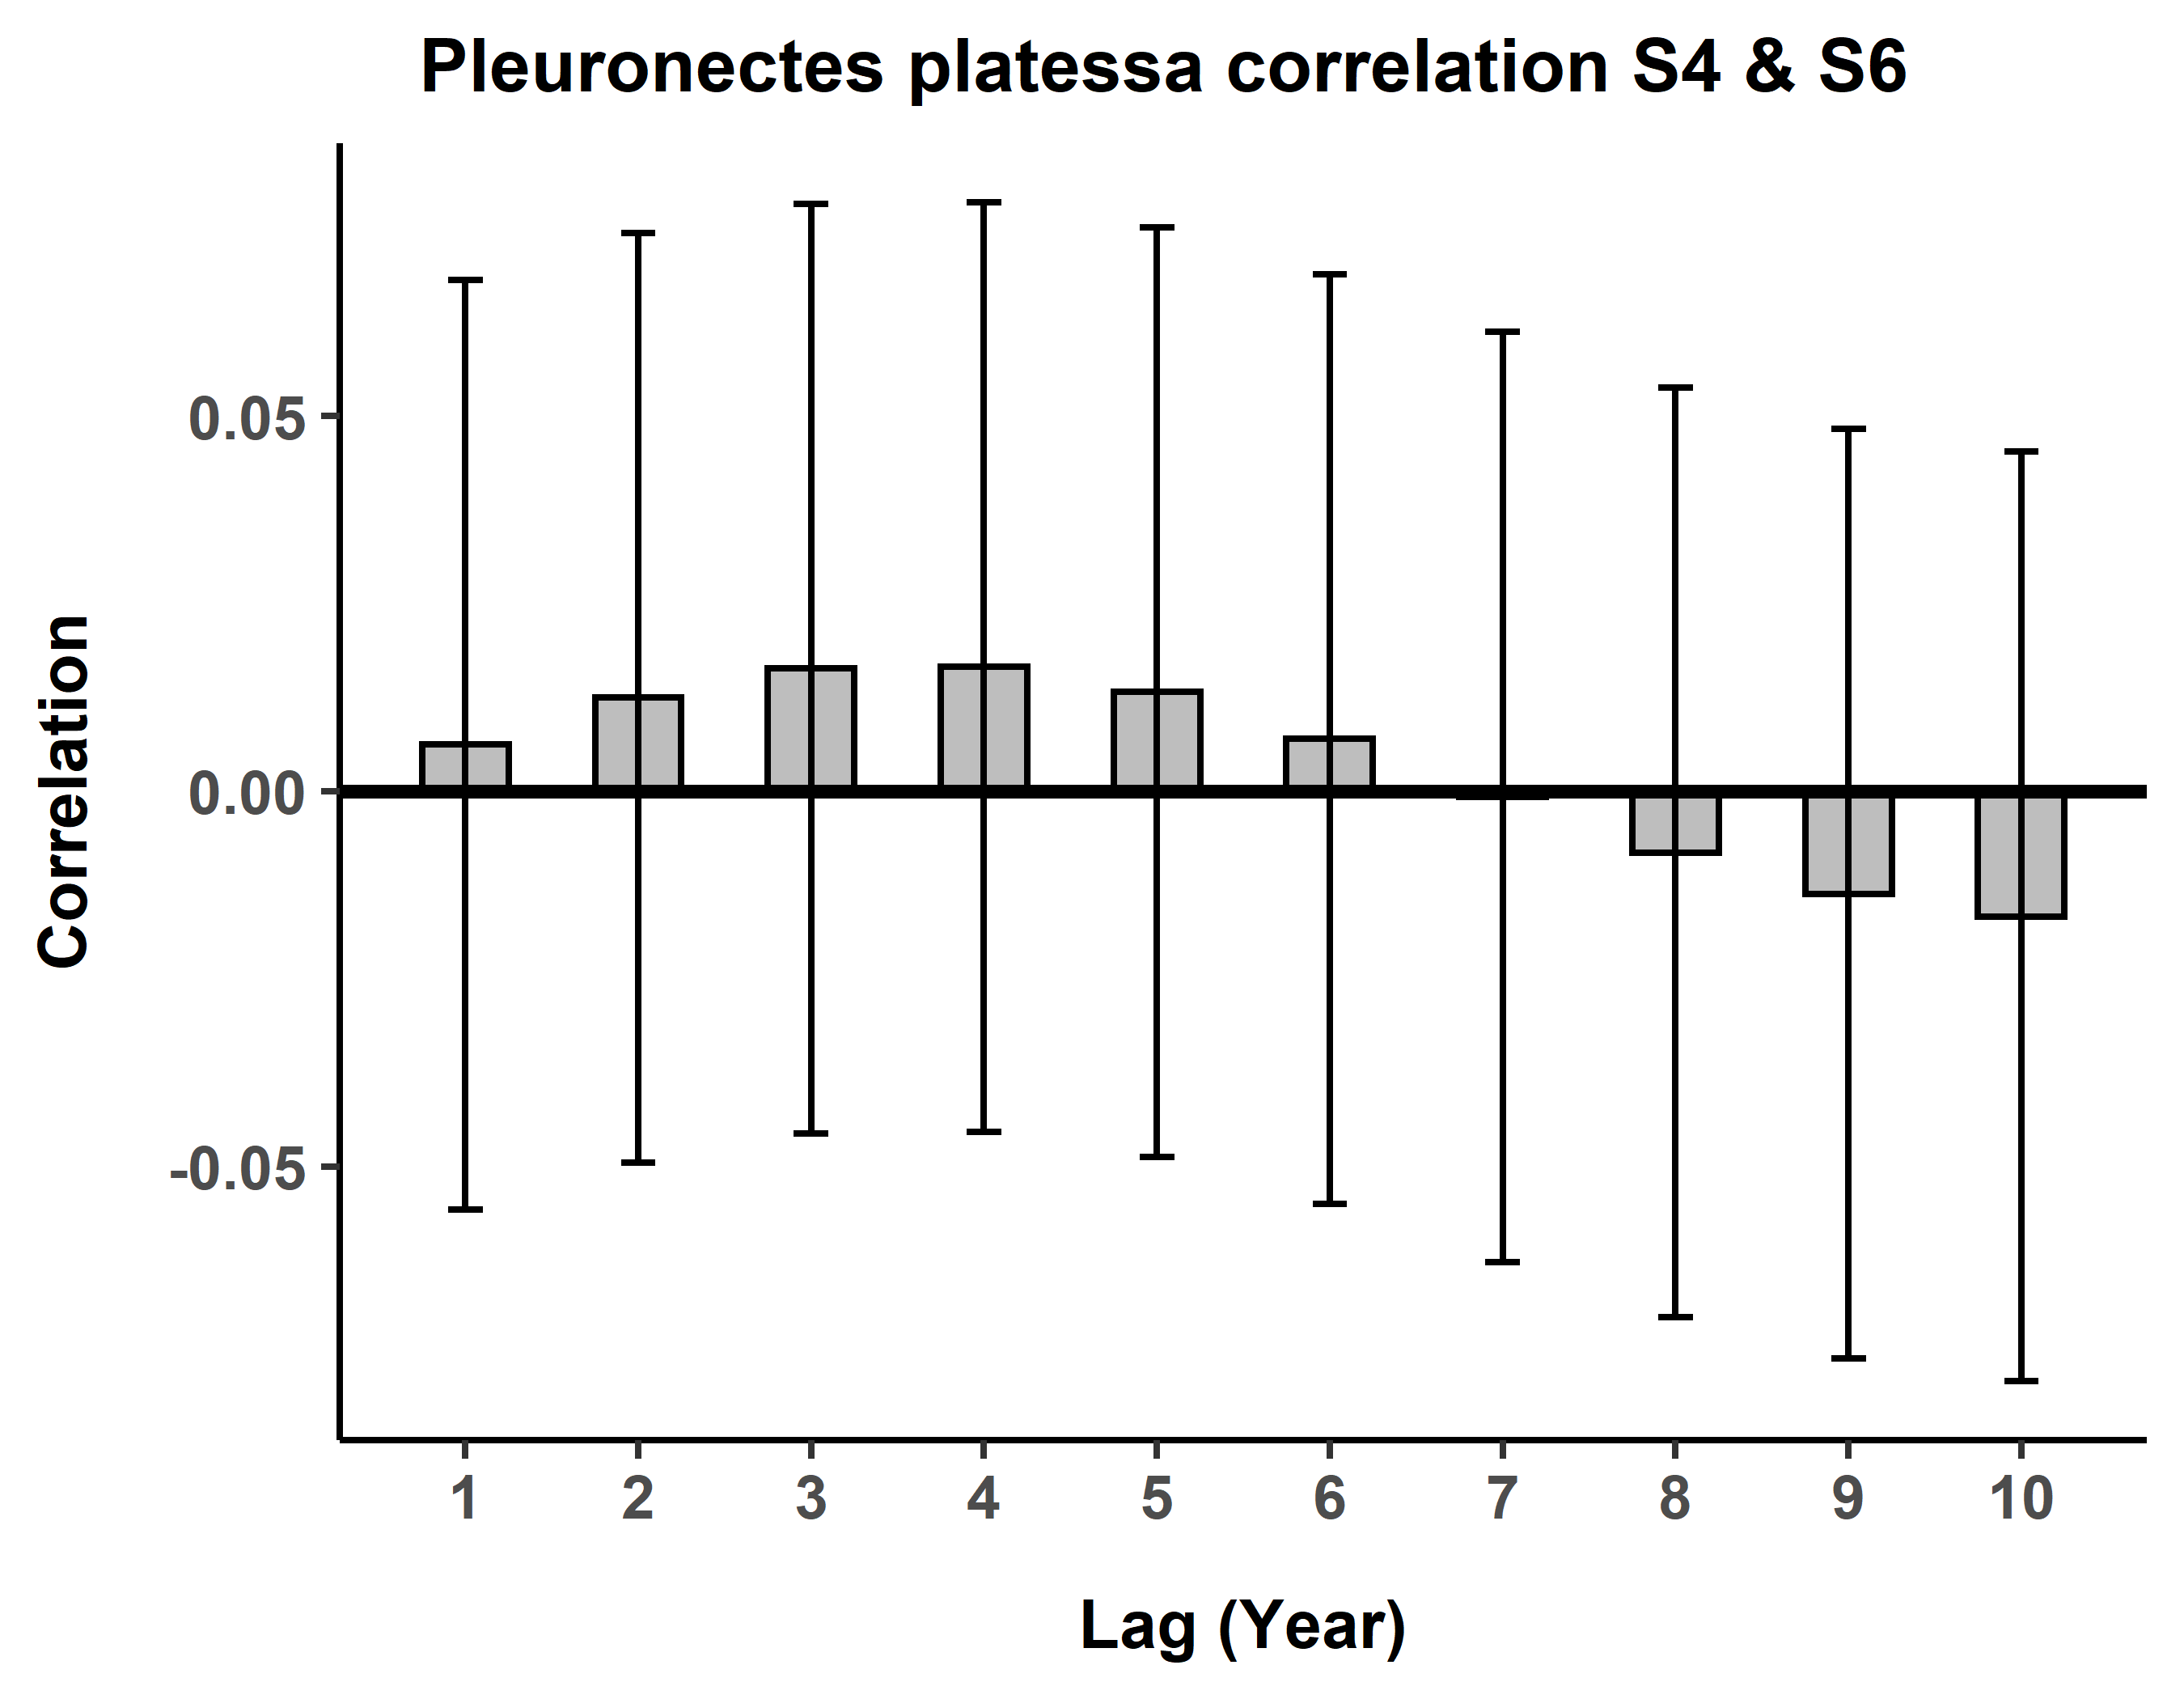 Pleuronectes platessa correlation S4 & S6
Correlation
0.05
0.00
-0.05
1 2 3 4 5 6 7 8 9 10
Lag (Year)